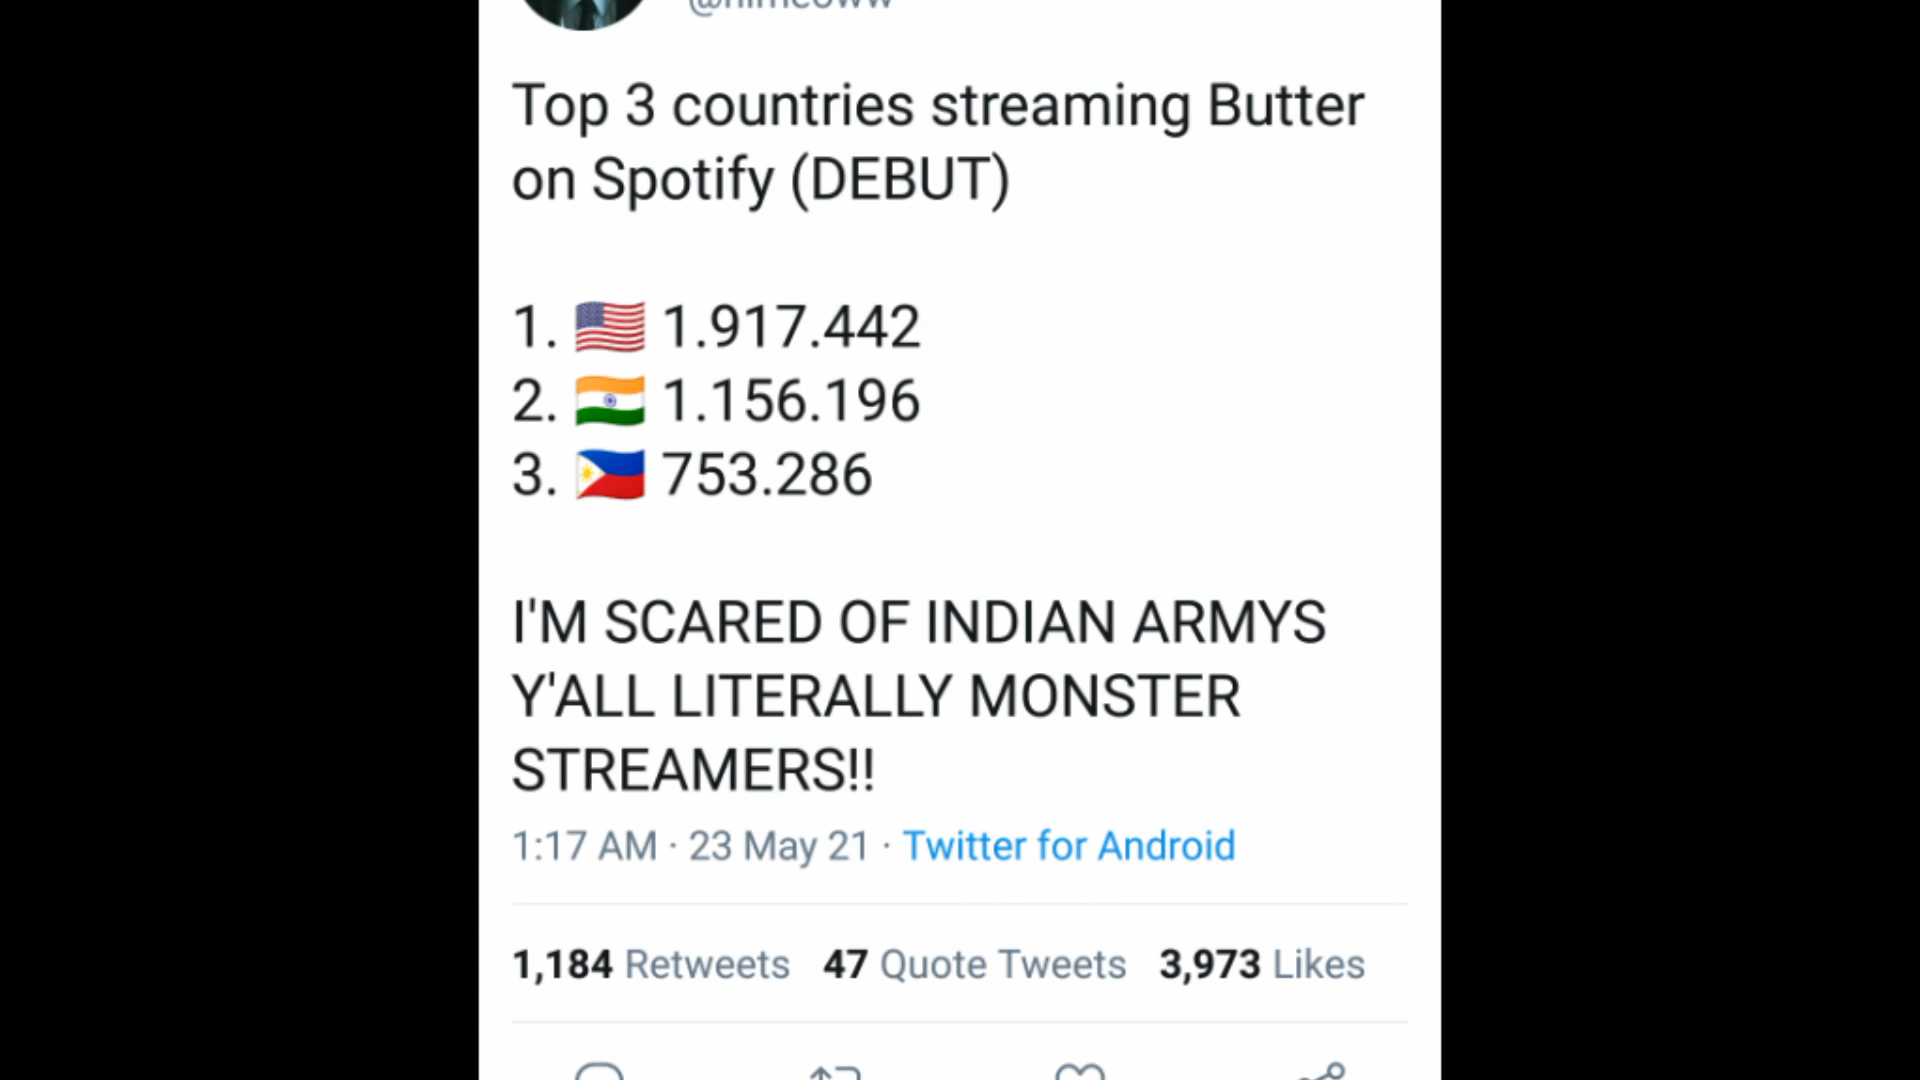 Top 3 countries streaming Butter
on Spotify (DEBUT)
1. 🇺🇸 1.917.442
2. 🇮🇳 1.156.196
3. 🇵🇭 753.286
I'M SCARED OF INDIAN ARMYS
Y'ALL LITERALLY MONSTER
STREAMERS!!
1:17 AM · 23 May 21 · Twitter for Android
1,184 Retweets 47 Quote Tweets 3,973 Likes